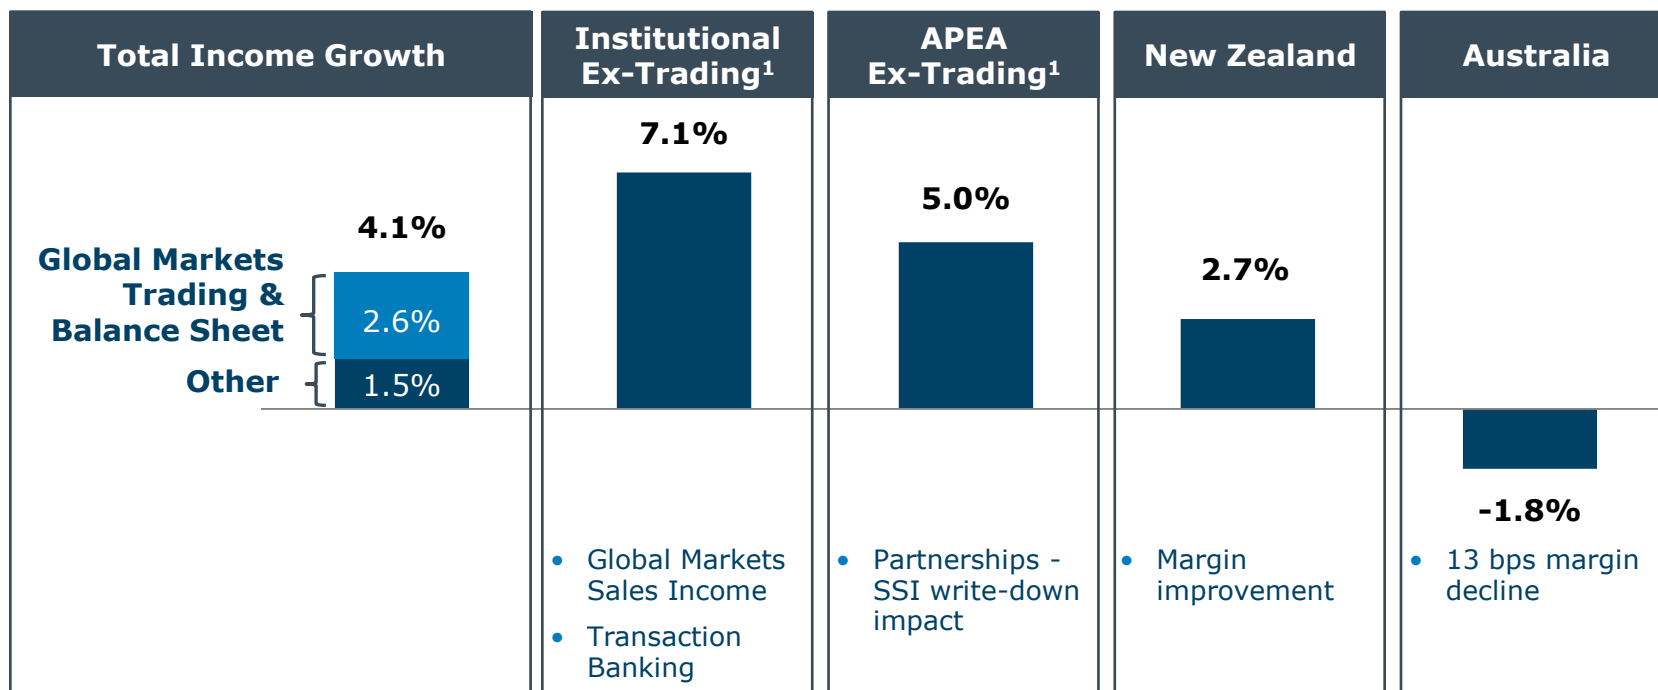 Total Income Growth
4.1%
Global Markets
Trading &
Balance Sheet
2.6%
Other
1.5%
Institutional
Ex-Trading1
7.1%
• Global Markets
Sales Income
• Transaction
Banking
APEA
Ex-Trading1
5.0%
• Partnerships -
SSI write-down
impact
New Zealand
2.7%
• Margin
improvement
Australia
-1.8%
• 13 bps margin
decline